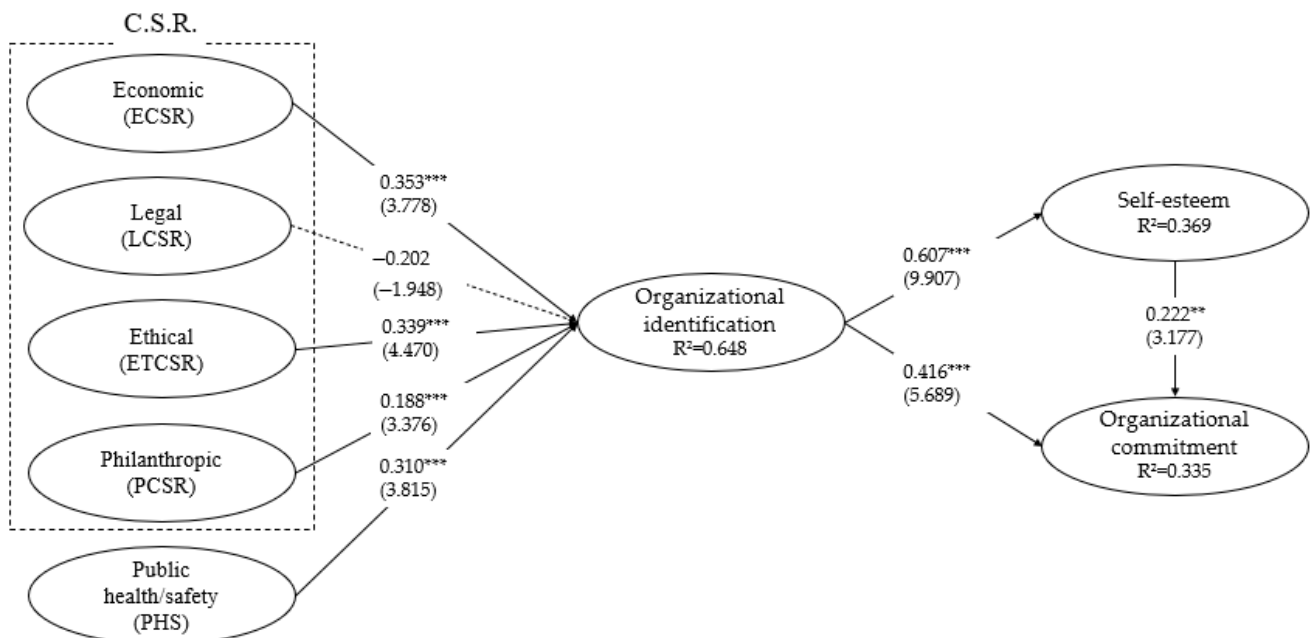 C.S.R.
Economic
(ECSR)
Legal
(LCSR)
Ethical
(ETCSR)
Philanthropic
(PCSR)
Public
health/safety
(PHS)
0.353***
(3.778)
−0.202
(−1.948)
0.339***
(4.470)
0.188***
(3.376)
0.310***
(3.815)
Organizational
identification
R²=0.648
0.607***
(9.907)
0.416***
(5.689)
Self-esteem
R²=0.369
0.222**
(3.177)
Organizational
commitment
R²=0.335